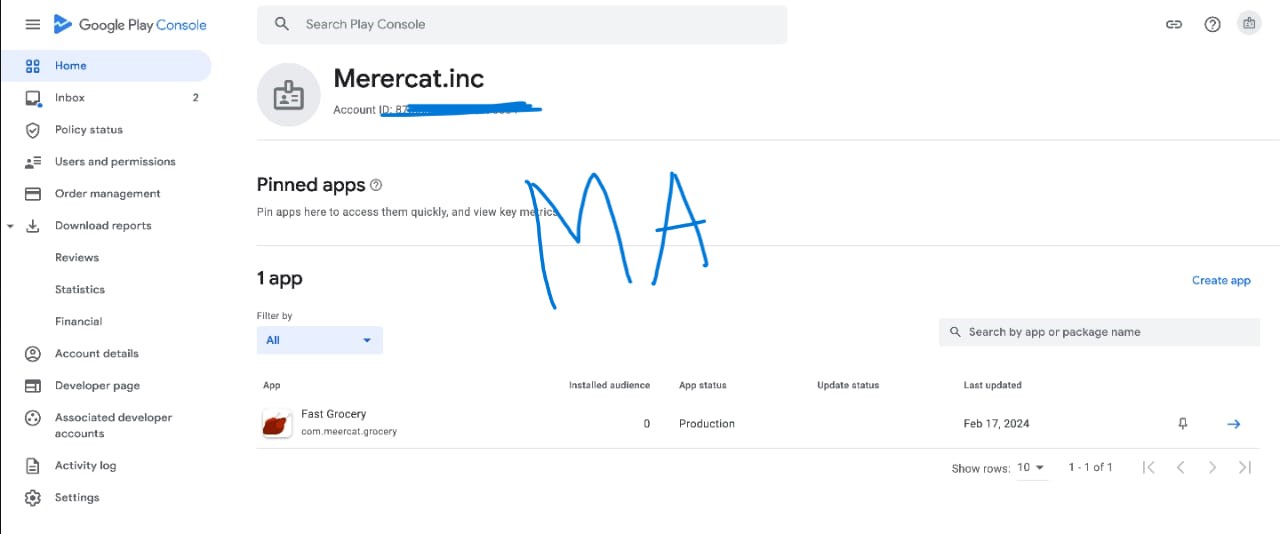 Google Play Console
Search Play Console
Home
Inbox 2
Policy status
Users and permissions
Order management
Download reports
Reviews
Statistics
Financial
Account details
Developer page
Associated developer
accounts
Activity log
Settings
Merercat.inc
Account ID: 87
Pinned apps
Pin apps here to access them quickly, and view key metrics
MA
1 app
Create app
Filter by
All
Search by app or package name
App Installed audience App status Update status Last updated
Fast Grocery
com.meercat.grocery
0 Production Feb 17, 2024
Show rows: 10 1 - 1 of 1